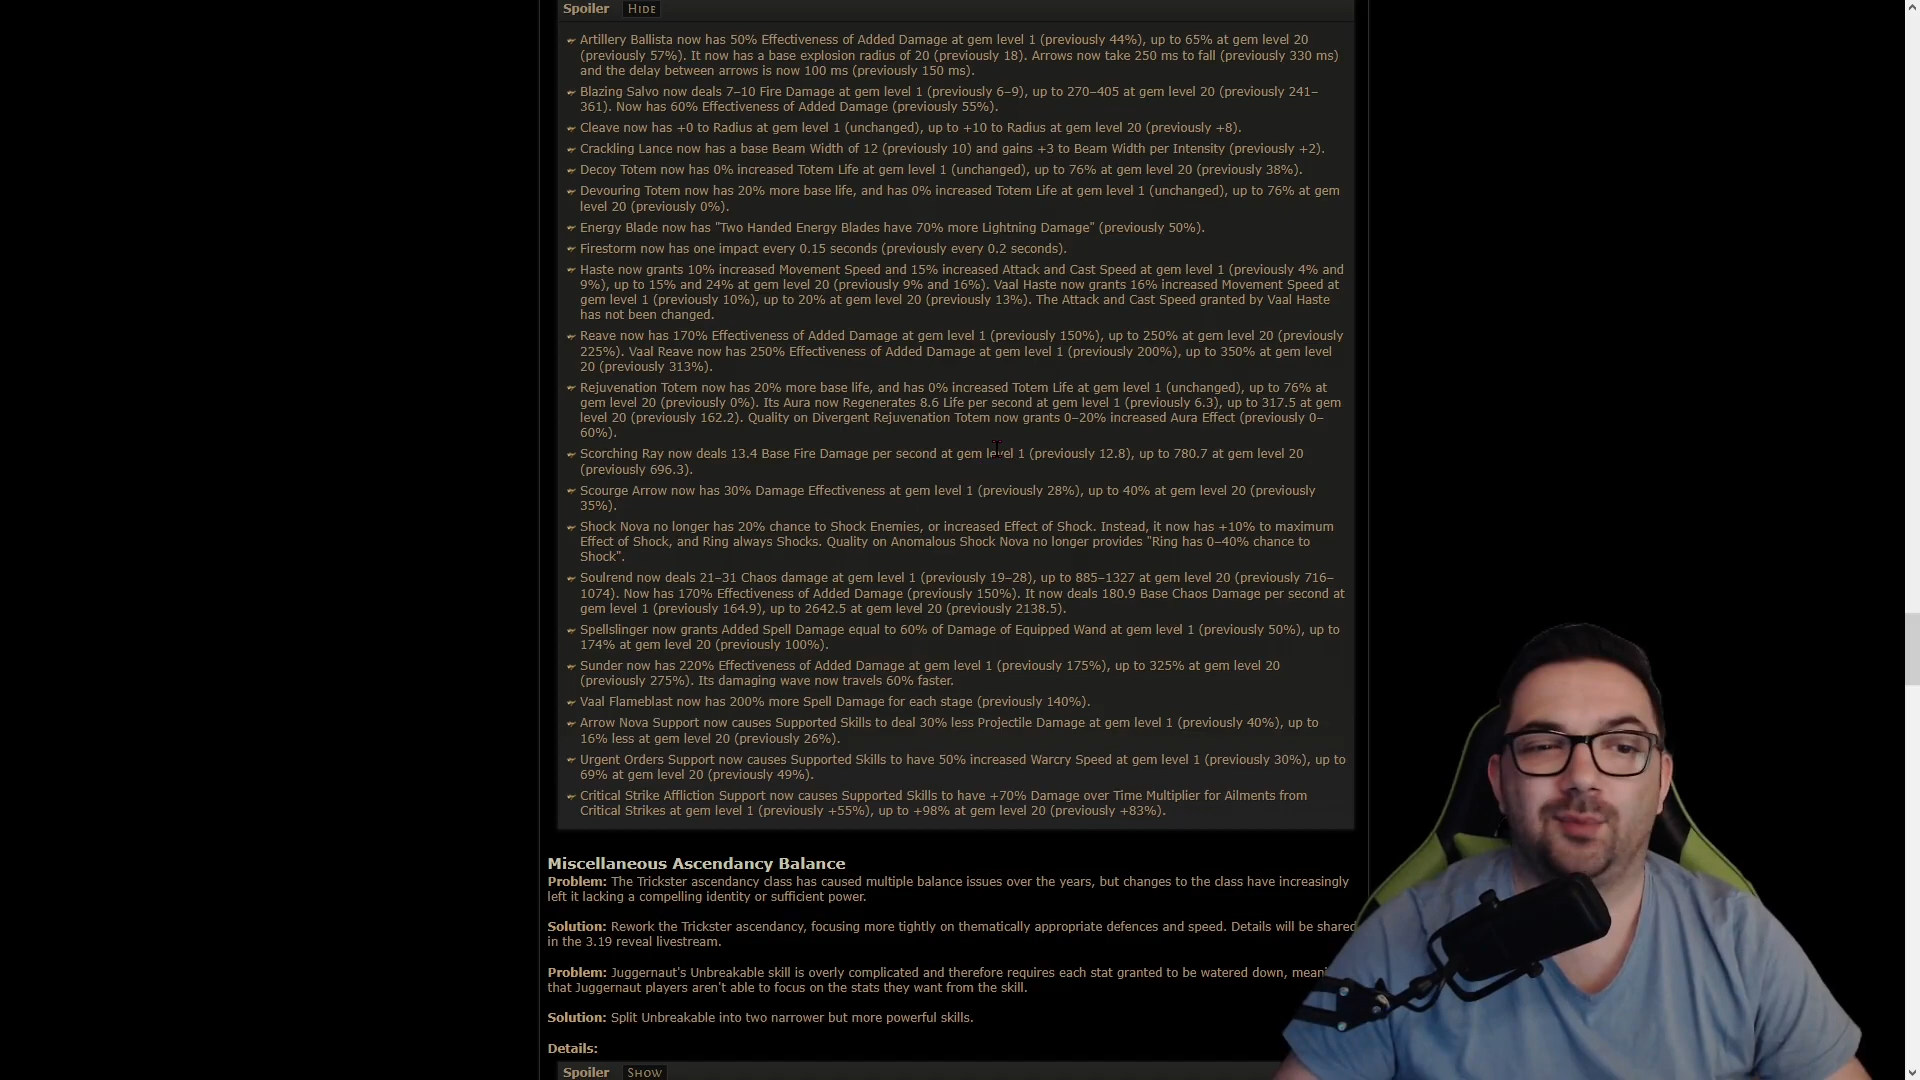 Spoiler Hide
Artillery Ballista now has 50% Effectiveness of Added Damage at gem level 1 (previously 44%), up to 65% at gem level 20
(previously 57%). It now has a base explosion radius of 20 (previously 18). Arrows now take 250 ms to fall (previously 330 ms)
and the delay between arrows is now 100 ms (previously 150 ms).
Blazing Salvo now deals 7–10 Fire Damage at gem level 1 (previously 6–9), up to 270–405 at gem level 20 (previously 241–
361). Now has 60% Effectiveness of Added Damage (previously 55%).
Cleave now has +0 to Radius at gem level 1 (unchanged), up to +10 to Radius at gem level 20 (previously +8).
Crackling Lance now has a base Beam Width of 12 (previously 10) and gains +3 to Beam Width per Intensity (previously +2).
Decoy Totem now has 0% increased Totem Life at gem level 1 (unchanged), up to 76% at gem level 20 (previously 38%).
Devouring Totem now has 20% more base life, and has 0% increased Totem Life at gem level 1 (unchanged), up to 76% at gem
level 20 (previously 0%).
Energy Blade now has "Two Handed Energy Blades have 70% more Lightning Damage" (previously 50%).
Firestorm now has one impact every 0.15 seconds (previously every 0.2 seconds).
Haste now grants 10% increased Movement Speed and 15% increased Attack and Cast Speed at gem level 1 (previously 4% and
9%), up to 15% and 24% at gem level 20 (previously 9% and 16%). Vaal Haste now grants 16% increased Movement Speed at
gem level 1 (previously 10%), up to 20% at gem level 20 (previously 13%). The Attack and Cast Speed granted by Vaal Haste
has not been changed.
Reave now has 170% Effectiveness of Added Damage at gem level 1 (previously 150%), up to 250% at gem level 20 (previously
225%). Vaal Reave now has 250% Effectiveness of Added Damage at gem level 1 (previously 200%), up to 350% at gem level
20 (previously 313%).
Rejuvenation Totem now has 20% more base life, and has 0% increased Totem Life at gem level 1 (unchanged), up to 76% at
gem level 20 (previously 0%). Its Aura now Regenerates 8.6 Life per second at gem level 1 (previously 6.3), up to 317.5 at gem
level 20 (previously 162.2). Quality on Divergent Rejuvenation Totem now grants 0–20% increased Aura Effect (previously 0–
60%).
Scorching Ray now deals 13.4 Base Fire Damage per second at gem level 1 (previously 12.8), up to 780.7 at gem level 20
(previously 696.3).
Scourge Arrow now has 30% Damage Effectiveness at gem level 1 (previously 28%), up to 40% at gem level 20 (previously
35%).
Shock Nova no longer has 20% chance to Shock Enemies, or increased Effect of Shock. Instead, it now has +10% to maximum
Effect of Shock, and Ring always Shocks. Quality on Anomalous Shock Nova no longer provides "Ring has 0–40% chance to
Shock".
Soulrend now deals 21–31 Chaos damage at gem level 1 (previously 19–28), up to 885–1327 at gem level 20 (previously 716–
1074). Now has 170% Effectiveness of Added Damage (previously 150%). It now deals 180.9 Base Chaos Damage per second at
gem level 1 (previously 164.9), up to 2642.5 at gem level 20 (previously 2138.5).
Spellslinger now grants Added Spell Damage equal to 60% of Damage of Equipped Wand at gem level 1 (previously 50%), up to
174% at gem level 20 (previously 100%).
Sunder now has 220% Effectiveness of Added Damage at gem level 1 (previously 175%), up to 325% at gem level 20
(previously 275%). Its damaging wave now travels 60% faster.
Vaal Flameblast now has 200% more Spell Damage for each stage (previously 140%).
Arrow Nova Support now causes Supported Skills to deal 30% less Projectile Damage at gem level 1 (previously 40%), up to
16% less at gem level 20 (previously 26%).
Urgent Orders Support now causes Supported Skills to have 50% increased Warcry Speed at gem level 1 (previously 30%), up to
69% at gem level 20 (previously 49%).
Critical Strike Affliction Support now causes Supported Skills to have +70% Damage over Time Multiplier for Ailments from
Critical Strikes at gem level 1 (previously +55%), up to +98% at gem level 20 (previously +83%).
Miscellaneous Ascendancy Balance
Problem: The Trickster ascendancy class has caused multiple balance issues over the years, but changes to the class have increasingly
left it lacking a compelling identity or sufficient power.
Solution: Rework the Trickster ascendancy, focusing more tightly on thematically appropriate defences and speed. Details will be shared
in the 3.19 reveal livestream.
Problem: Juggernaut's Unbreakable skill is overly complicated and therefore requires each stat granted to be watered down,
that Juggernaut players aren't able to focus on the stats they want from the skill.
Solution: Split Unbreakable into two narrower but more powerful skills.
Details:
Spoiler Show